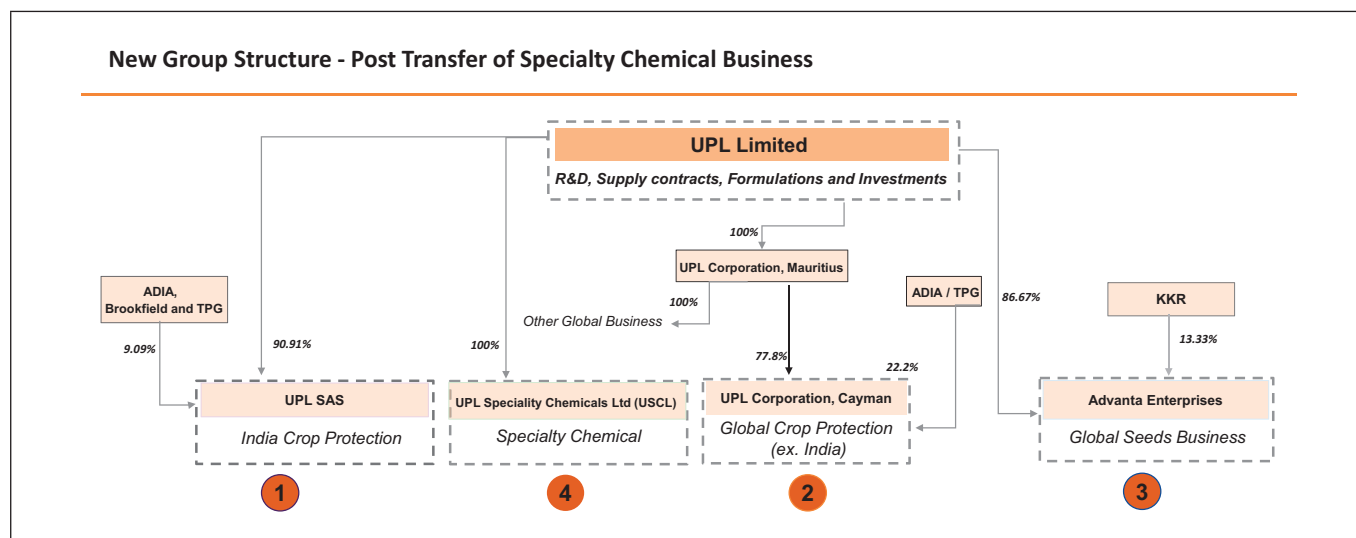 New Group Structure - Post Transfer of Specialty Chemical Business
UPL Limited
R&D, Supply contracts, Formulations and Investments
100%
UPL Corporation, Mauritius
ADIA,
Brookfield and TPG
ADIA / TPG
KKR
100%
86.67%
Other Global Business
9.09%
90.91%
100%
77.8%
22.2%
13.33%
UPL SAS
India Crop Protection
UPL Speciality Chemicals Ltd (USCL)
Specialty Chemical
UPL Corporation, Cayman
Global Crop Protection
(ex. India)
Advanta Enterprises
Global Seeds Business
1
4
2
3